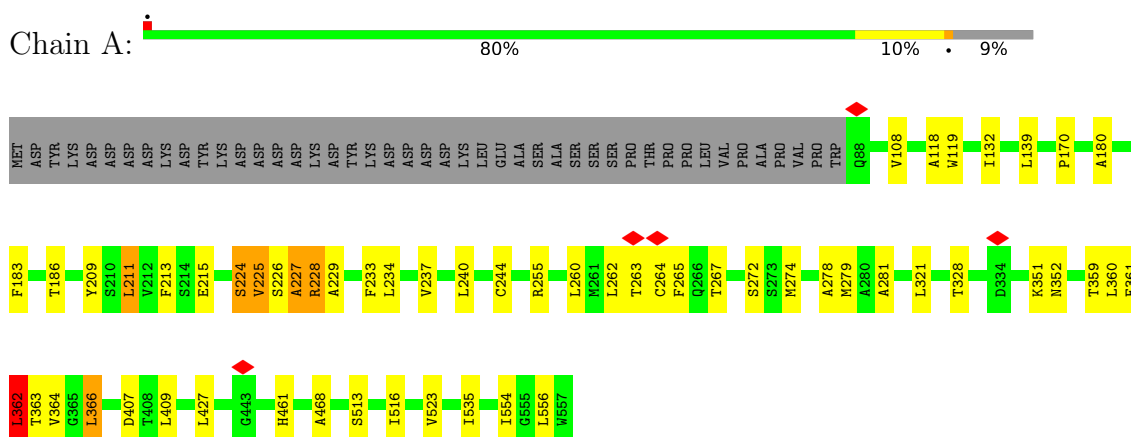 Chain A: 80% 10% 9%
MET ASP TYR LYS ASP ASP ASP ASP LYS ASP TYR LYS ASP ASP ASP ASP LYS ASP TYR LYS ASP ASP ASP ASP LYS LEU GLU ALA SER ALA SER SER SER PRO THR PRO PRO LEU VAL PRO ALA PRO VAL PRO TRP Q88 V108 A118 W119 I132 L139 P170 A180
F183 T186 Y209 S210 L211 V212 F213 S214 E215 S224 V225 S226 A227 R228 A229 F233 L234 V237 L240 C244 R255 L260 M261 L262 T263 C264 F265 Q266 T267 S272 S273 M274 A278 M279 A280 A281 L321 T328 D334 K351 N352 T359 L360 F361
L362 T363 V364 G365 L366 D407 T408 L409 L427 G443 H461 A468 S513 I516 V523 I535 I554 G555 L556 W557